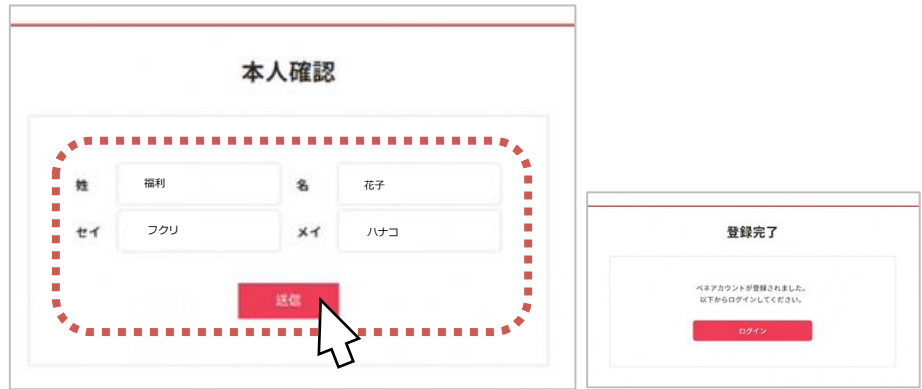 本人確認
姓 福利 名 花子
セイ フクリ メイ ハナコ
送信
登録完了
ベネアカウントが登録されました。
以下からログインしてください。
ログイン